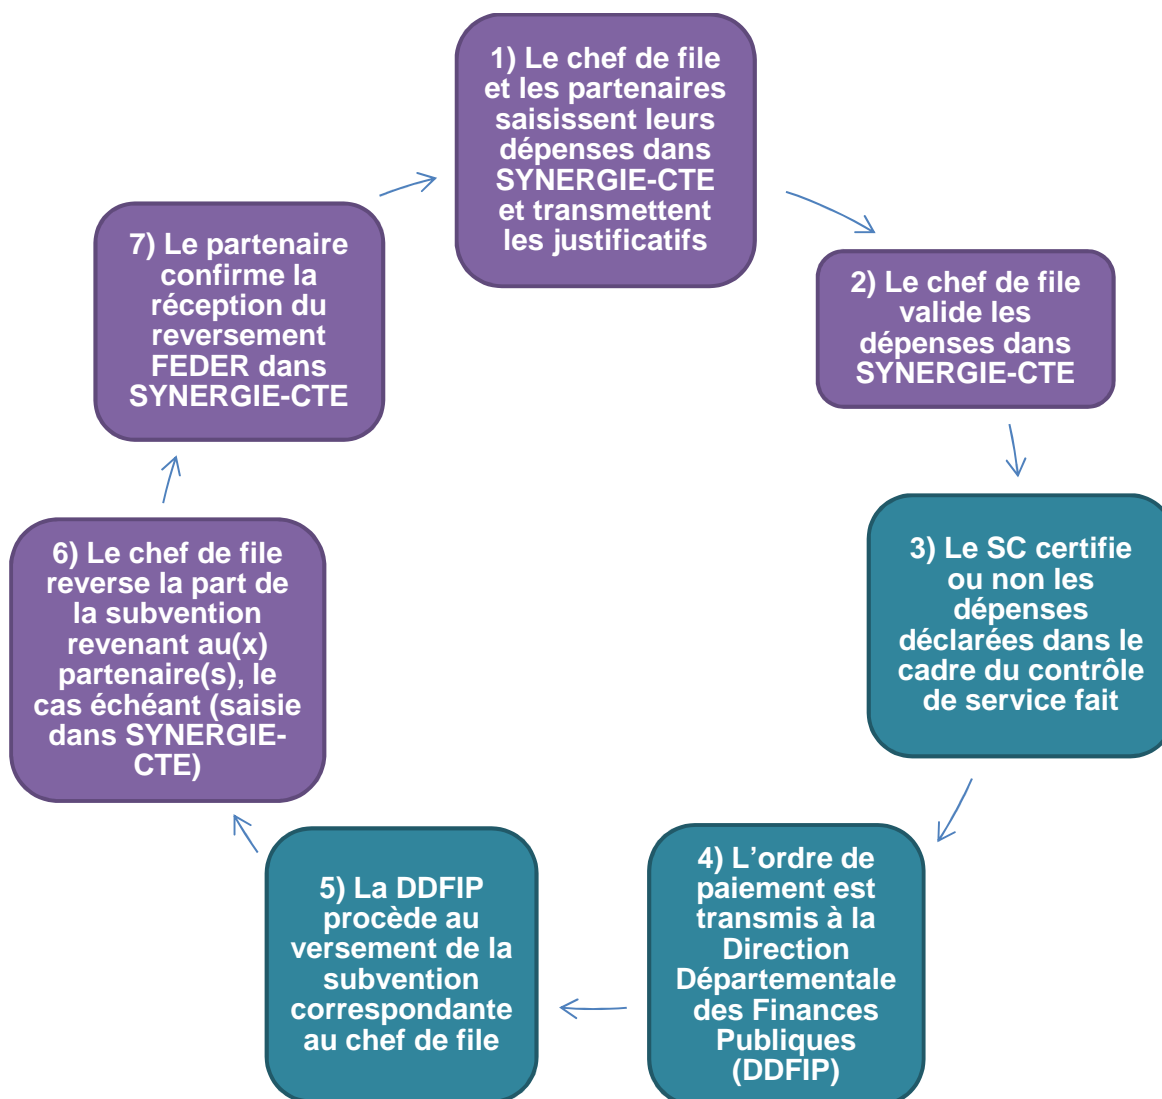 1) Le chef de file
et les partenaires
saisissent leurs
dépenses dans
SYNERGIE-CTE
et transmettent
les justificatifs
2) Le chef de file
valide les
dépenses dans
SYNERGIE-CTE
3) Le SC certifie
ou non les
dépenses
déclarées dans le
cadre du contrôle
de service fait
4) L’ordre de
paiement est
transmis à la
Direction
Départementale
des Finances
Publiques
(DDFIP)
5) La DDFIP
procède au
versement de la
subvention
correspondante
au chef de file
6) Le chef de file
reverse la part de
la subvention
revenant au(x)
partenaire(s), le
cas échéant (saisie
dans SYNERGIE-
CTE)
7) Le partenaire
confirme la
réception du
reversement
FEDER dans
SYNERGIE-CTE